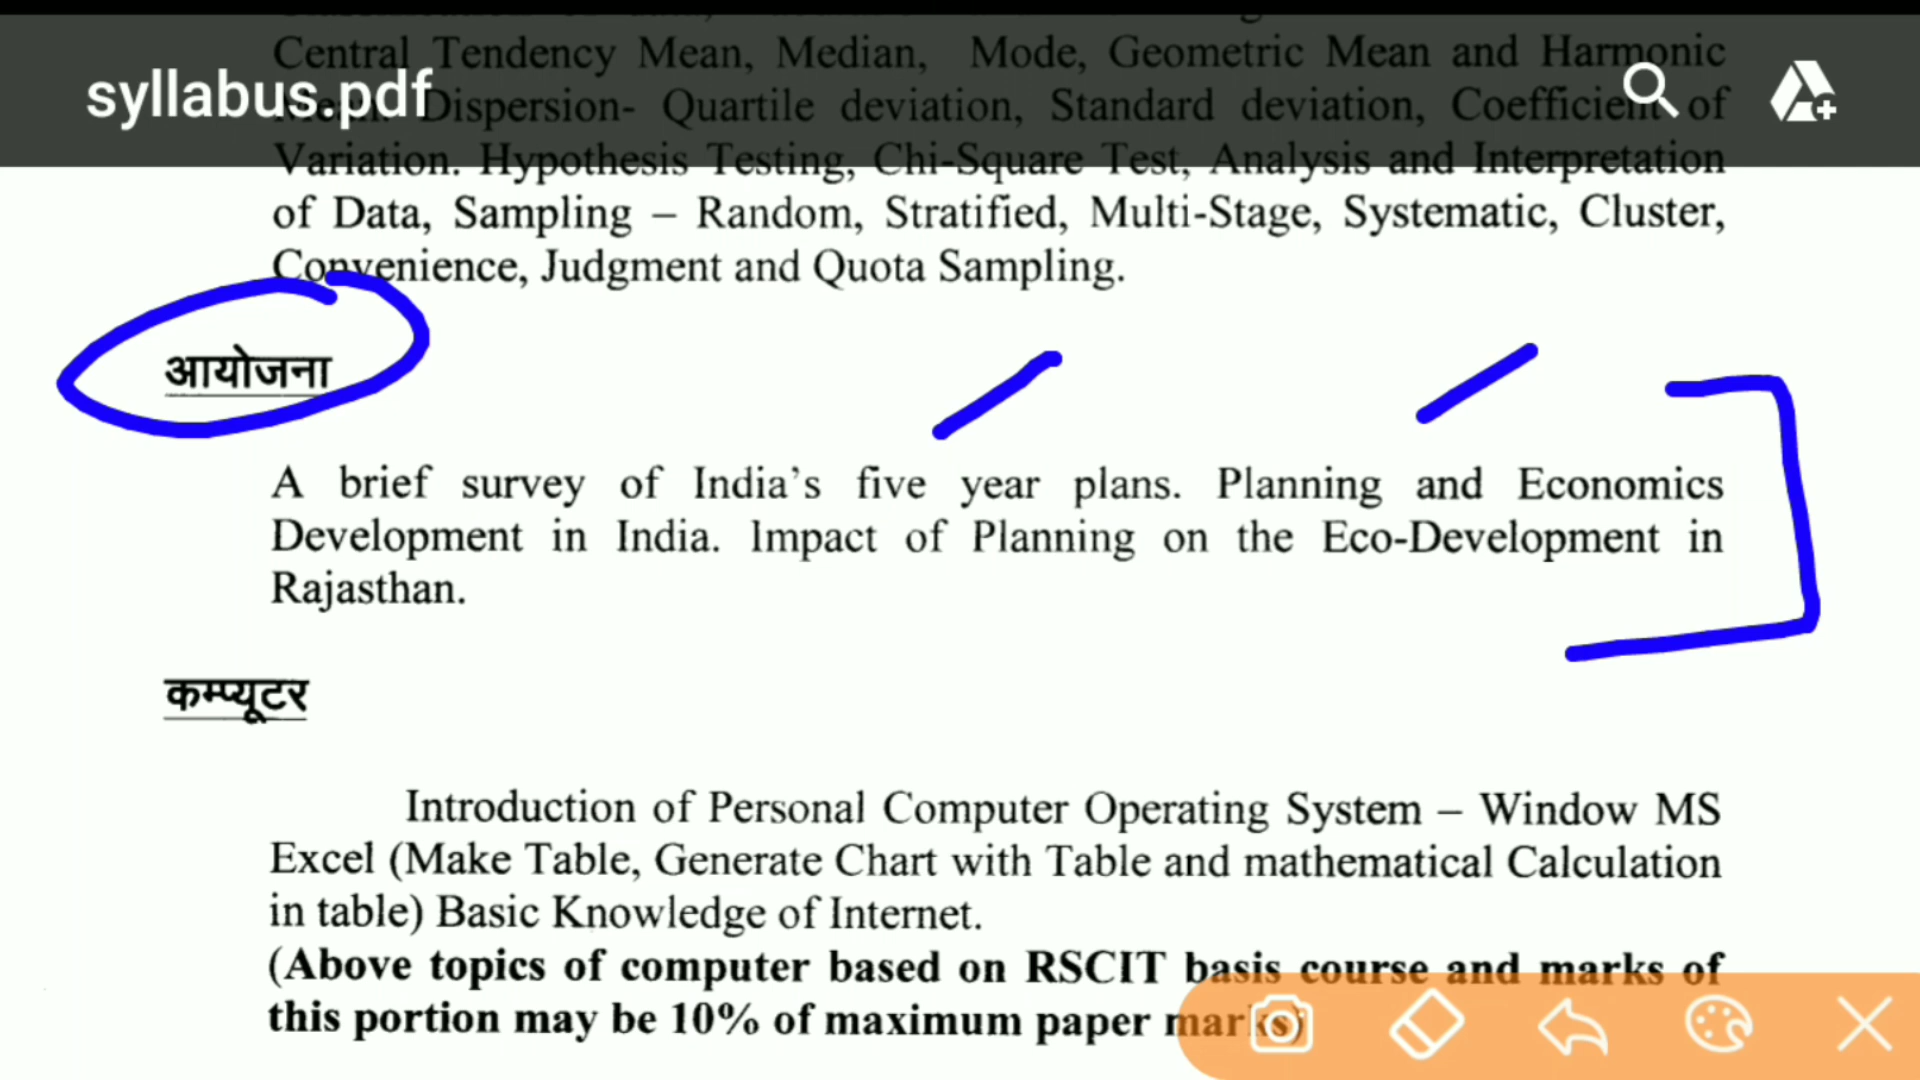 Central Tendency Mean, Median, Mode, Geometric Mean and Harmonic
syllabus.pdf
Mean. Dispersion- Quartile deviation, Standard deviation, Coefficient of
Variation. Hypothesis Testing, Chi-Square Test, Analysis and Interpretation
of Data, Sampling – Random, Stratified, Multi-Stage, Systematic, Cluster,
Convenience, Judgment and Quota Sampling.
आयोजना
A brief survey of India's five year plans. Planning and Economics
Development in India. Impact of Planning on the Eco-Development in
Rajasthan.
कम्प्यूटर
Introduction of Personal Computer Operating System – Window MS
Excel (Make Table, Generate Chart with Table and mathematical Calculation
in table) Basic Knowledge of Internet.
(Above topics of computer based on RSCIT basis course and marks of
this portion may be 10% of maximum paper marks)